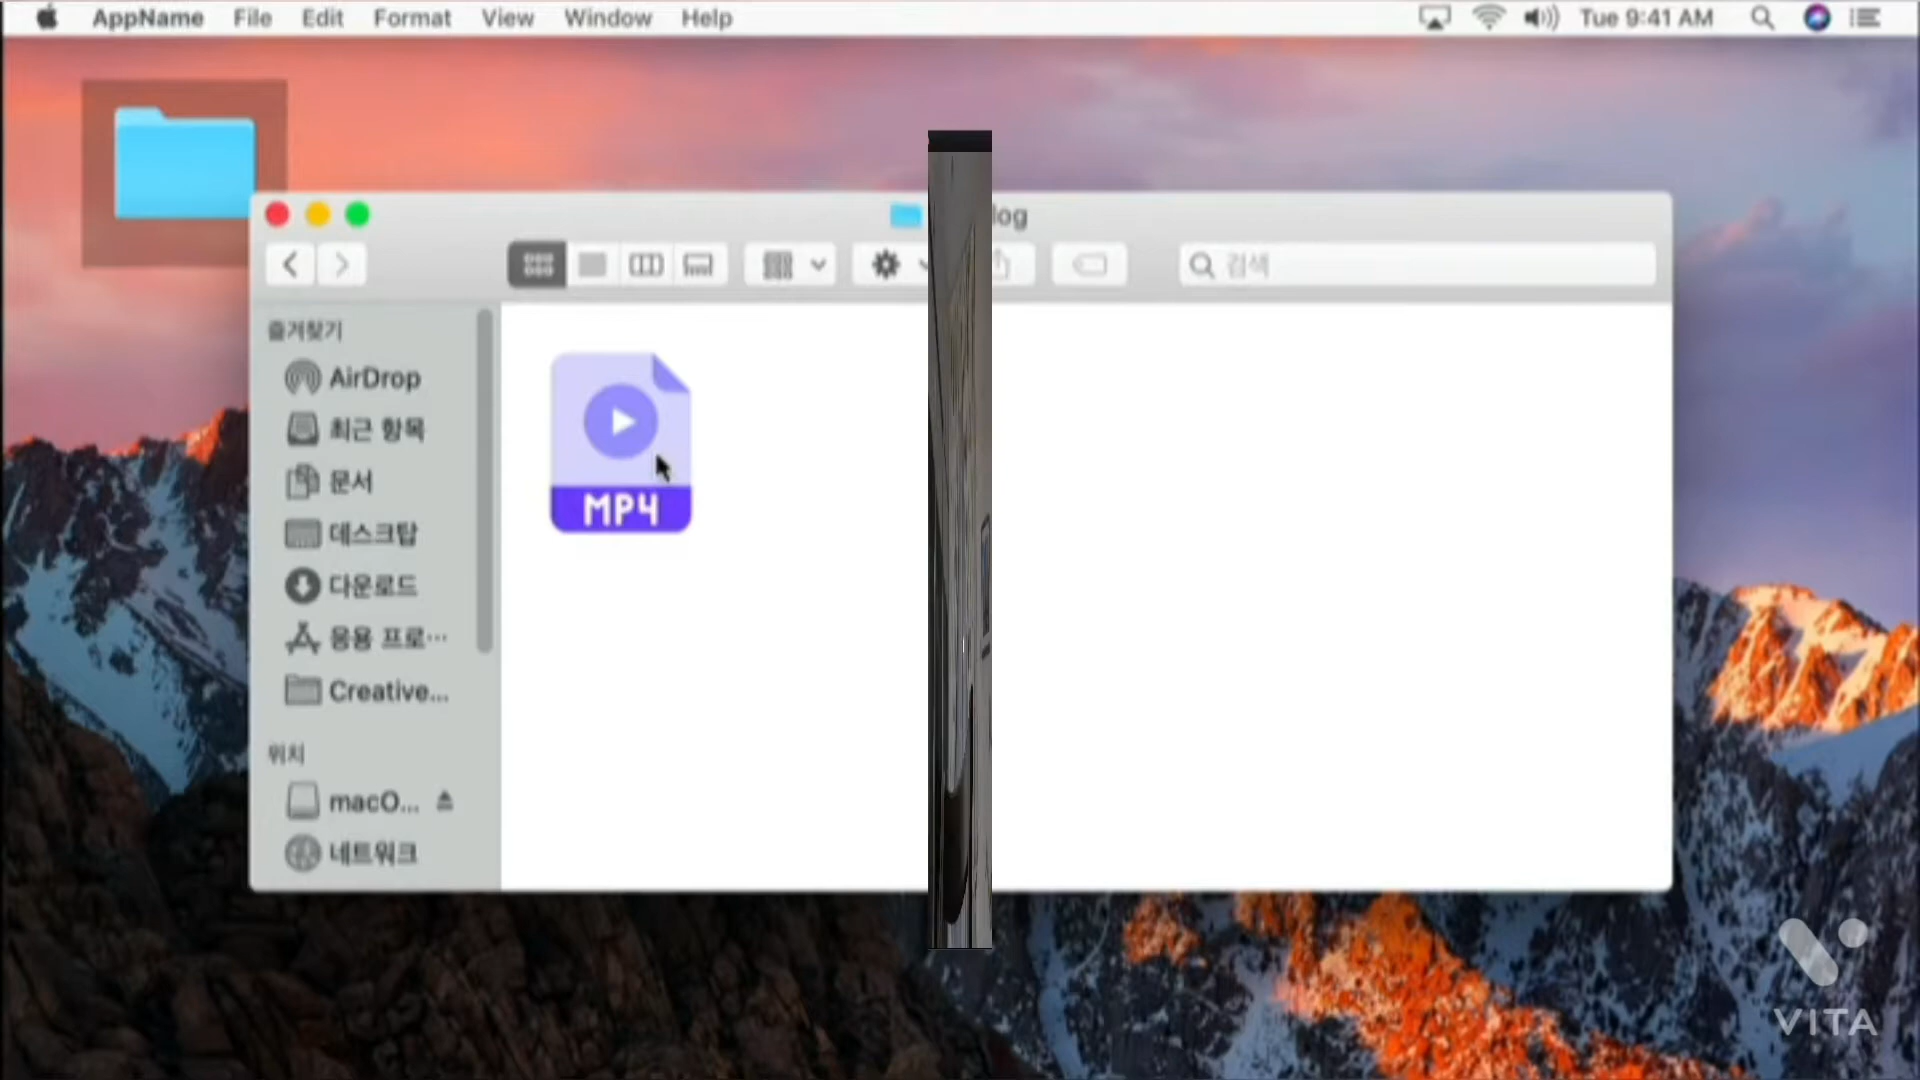 AppName File Edit Format View Window Help Tue 9:41 AM
log
검색
즐겨찾기
AirDrop
최근 항목
문서
데스크탑
다운로드
응용 프로…
Creative...
위치
macO...
네트워크
MP4
VITA